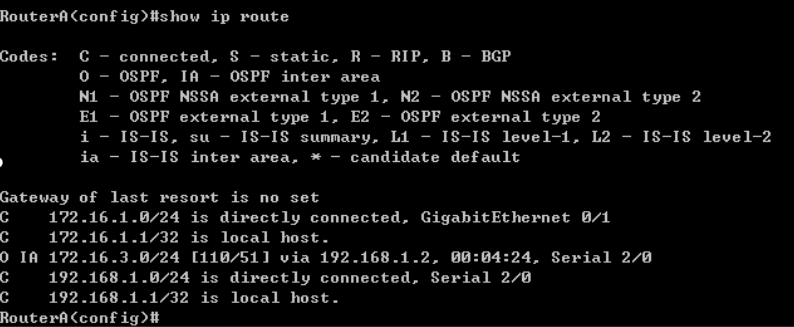 RouterA(config)#show ip route
Codes:  C - connected, S - static, R - RIP, B - BGP
O - OSPF, IA - OSPF inter area
N1 - OSPF NSSA external type 1, N2 - OSPF NSSA external type 2
E1 - OSPF external type 1, E2 - OSPF external type 2
i - IS-IS, su - IS-IS summary, L1 - IS-IS level-1, L2 - IS-IS level-2
ia - IS-IS inter area, * - candidate default
Gateway of last resort is no set
C    172.16.1.0/24 is directly connected, GigabitEthernet 0/1
C    172.16.1.1/32 is local host.
O IA 172.16.3.0/24 [110/51] via 192.168.1.2, 00:04:24, Serial 2/0
C    192.168.1.0/24 is directly connected, Serial 2/0
C    192.168.1.1/32 is local host.
RouterA(config)#